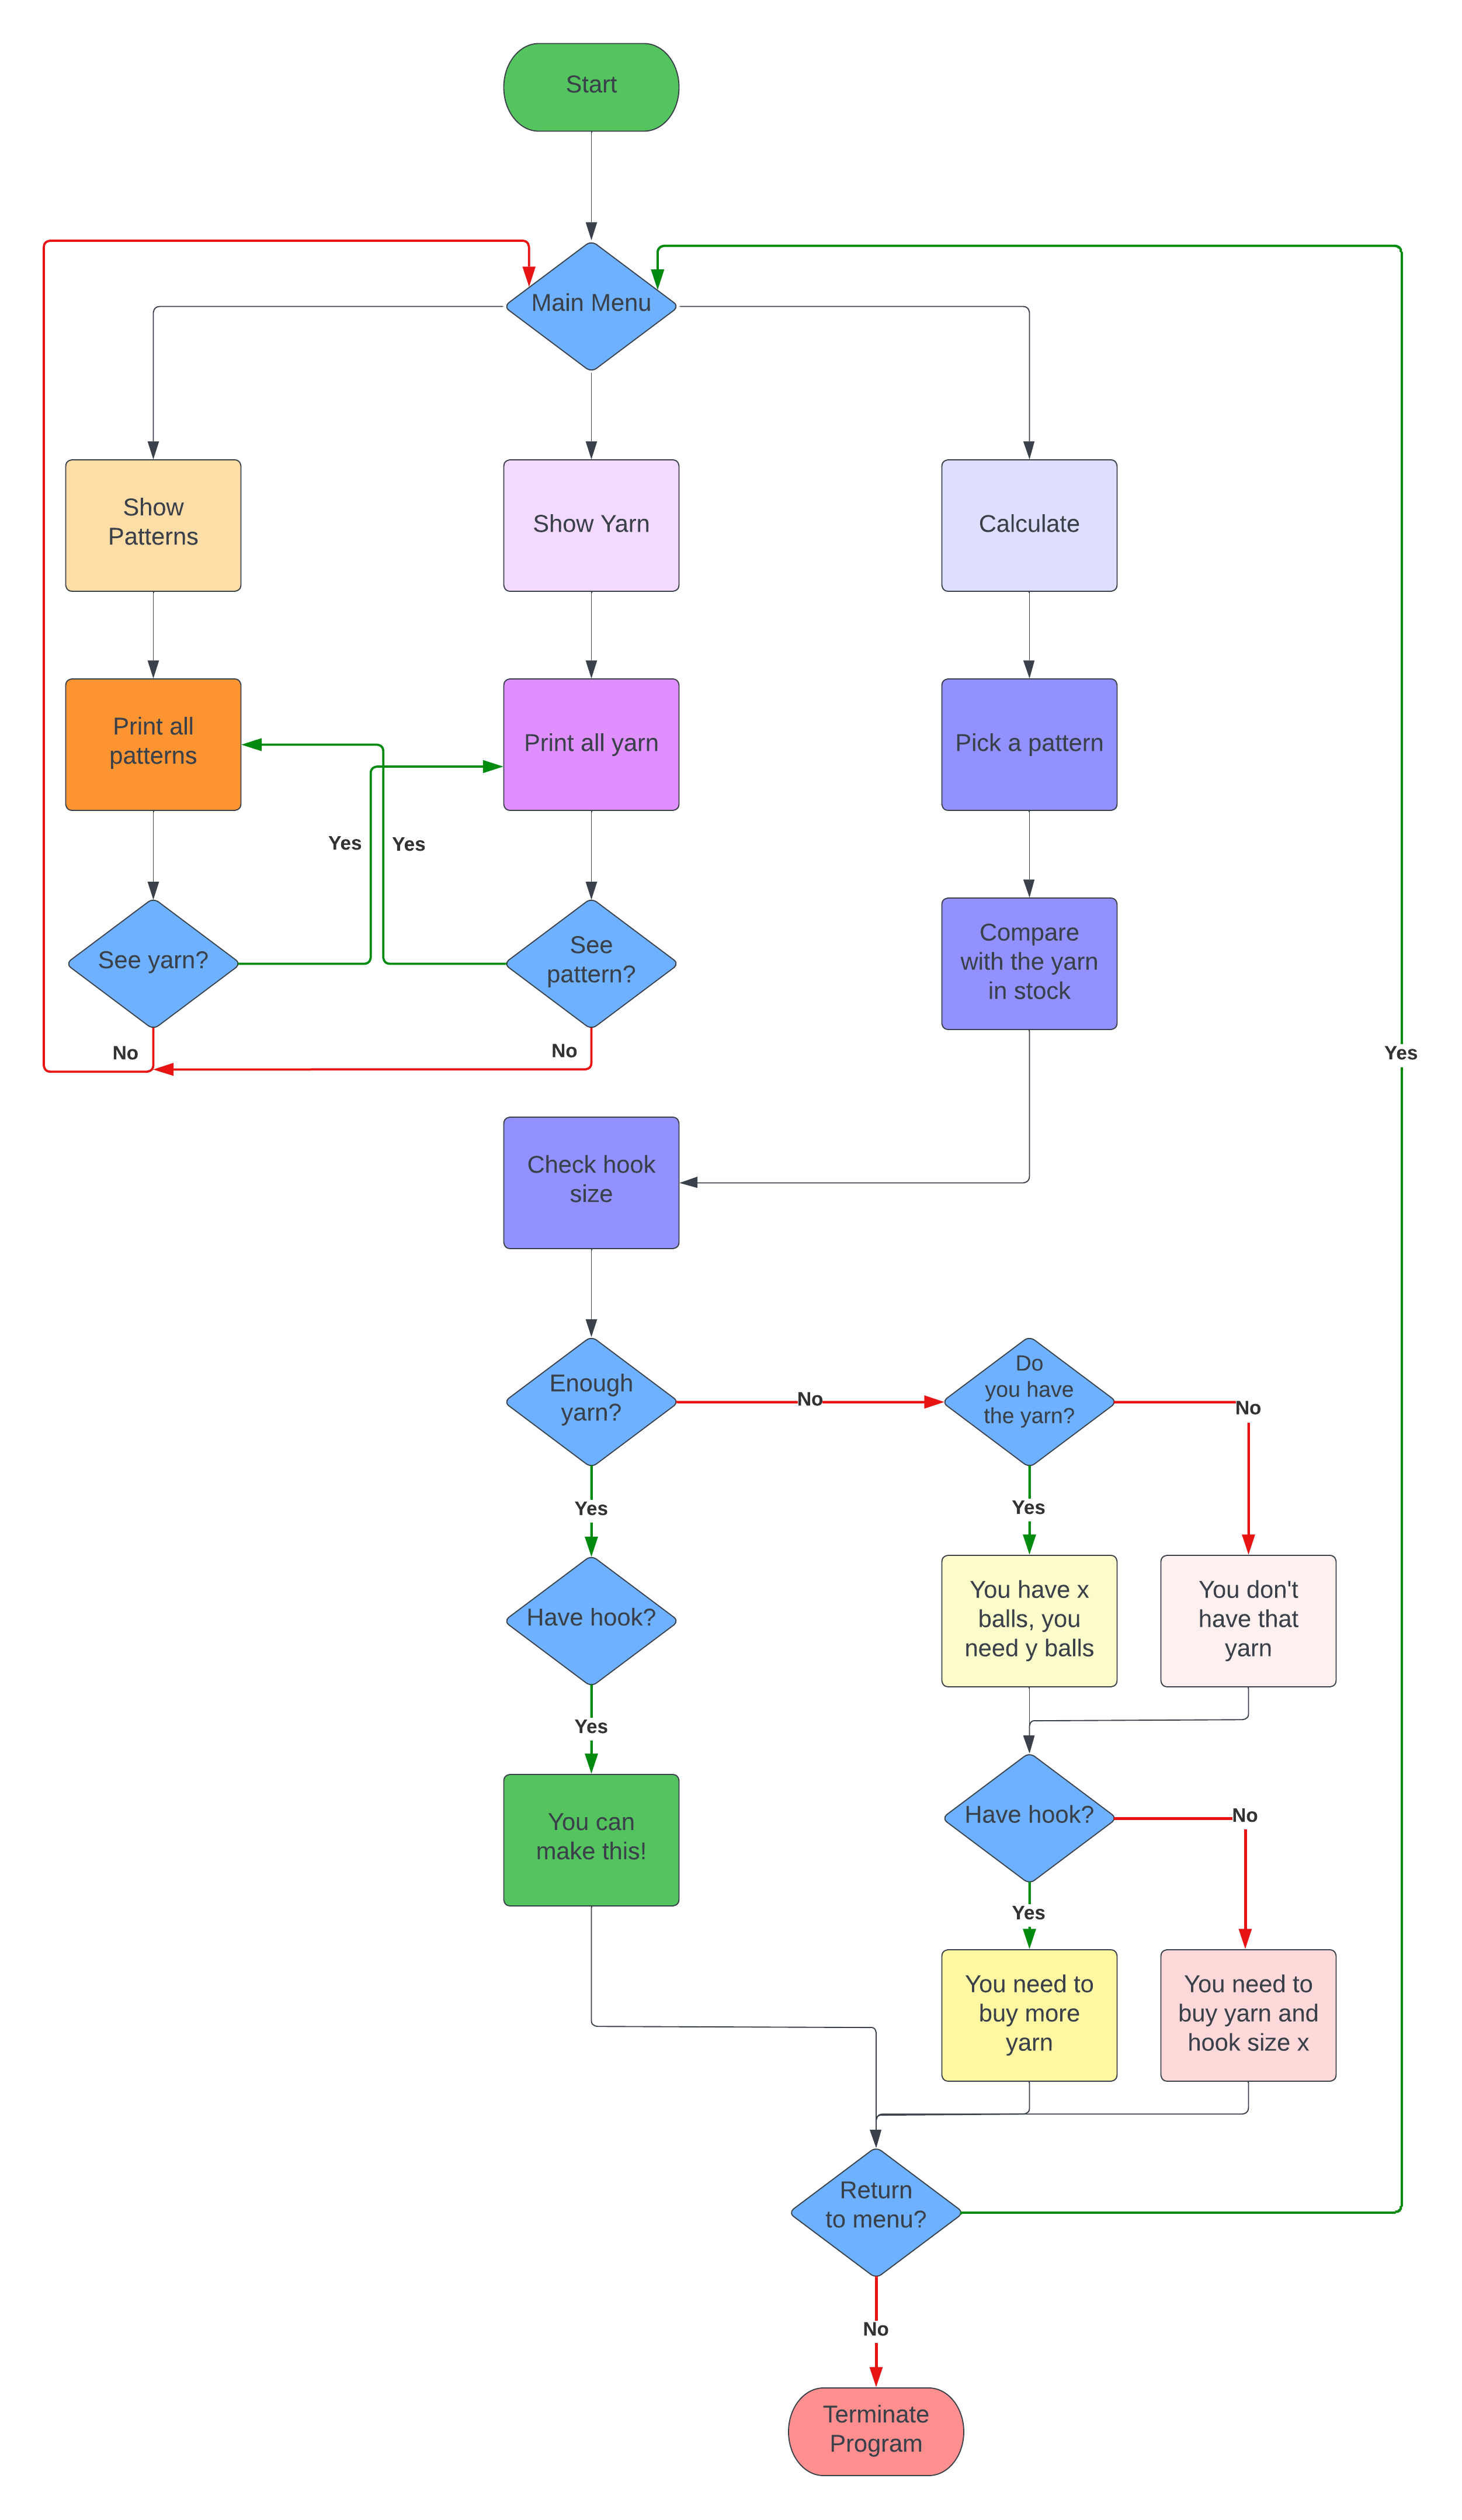 Start
Main Menu
Show
Patterns
Show Yarn
Calculate
Print all
patterns
Print all yarn
Pick a pattern
Yes
Yes
See yarn?
See
pattern?
Compare
with the yarn
in stock
No
No
Yes
Check hook
size
Enough
yarn?
No
Do
you have
the yarn?
No
Yes
Yes
Have hook?
You have x
balls, you
need y balls
You don't
have that
yarn
Yes
You can
make this!
Have hook?
No
Yes
You need to
buy more
yarn
You need to
buy yarn and
hook size x
Return
to menu?
No
Terminate
Program